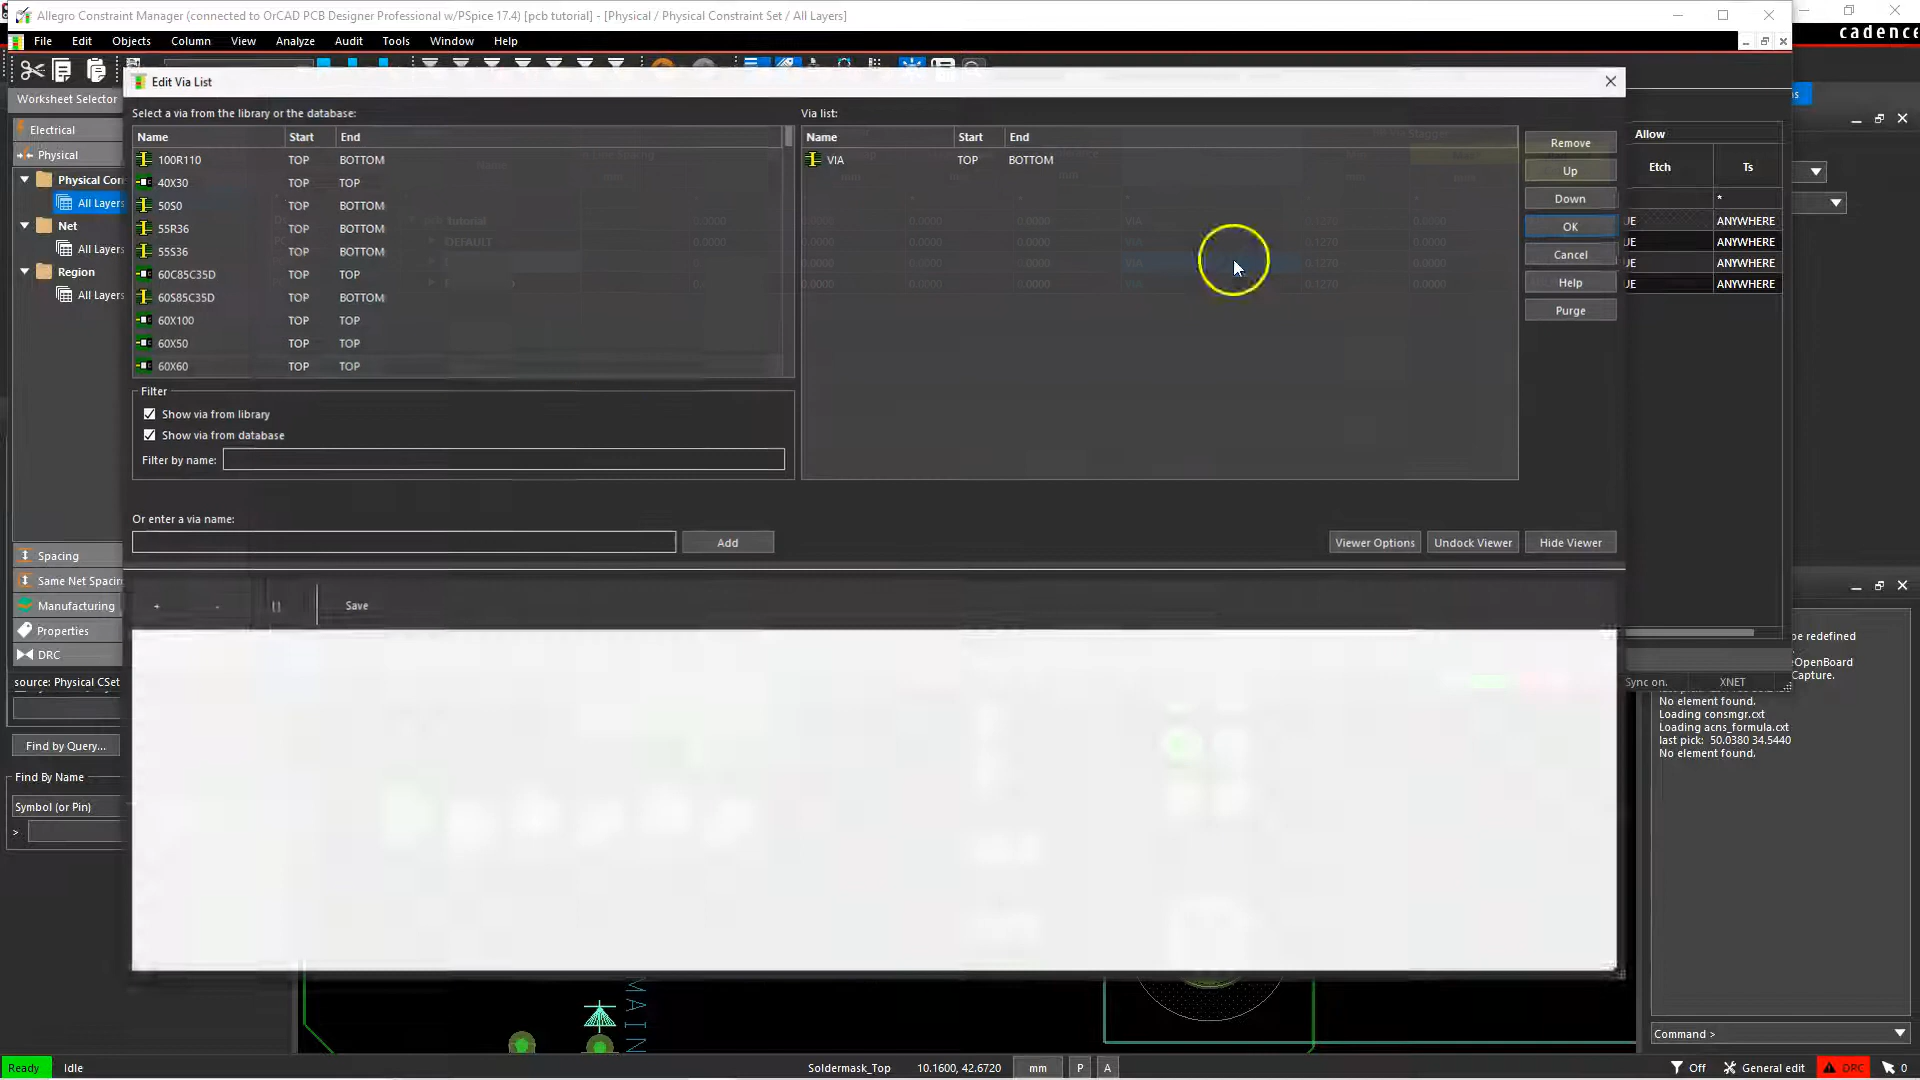 Allegro Constraint Manager (connected to OrCAD PCB Designer Professional w/PSpice 17.4) [pcb tutorial] - [Physical / Physical Constraint Set / All Layers]
cadence
File Edit Objects Column View Analyze Audit Tools Window Help
Worksheet Selector
Electrical
Physical
Physical Con
All Layers
Net
All Layers
Region
All Layers
Spacing
Same Net Spacin
Manufacturing
Properties
DRC
source: Physical CSet
Find by Query...
Find By Name
Symbol (or Pin)
>
Edit Via List
Select a via from the library or the database:
Name Start End
100R110 TOP BOTTOM
40X30 TOP TOP
50S0 TOP BOTTOM
55R36 TOP BOTTOM
55S36 TOP BOTTOM
60C85C35D TOP TOP
60S85C35D TOP BOTTOM
60X100 TOP TOP
60X50 TOP TOP
60X60 TOP TOP
Filter
Show via from library
Show via from database
Filter by name:
Or enter a via name:
Add
Via list:
Name Start End
VIA TOP BOTTOM
Remove
Up
Down
OK
Cancel
Help
Purge
Viewer Options Undock Viewer Hide Viewer
+ - Save
Allow
Etch Ts
*
UE ANYWHERE
UE ANYWHERE
UE ANYWHERE
UE ANYWHERE
Sync on. XNET
be redefined
OpenBoard
Capture.
No element found.
Loading consmgr.cxt
Loading acns_formula.cxt
last pick: 50.0380 34.5440
No element found.
Command >
MAIN
Ready Idle Soldermask_Top 10.1600, 42.6720 mm P A Off General edit DRC 0